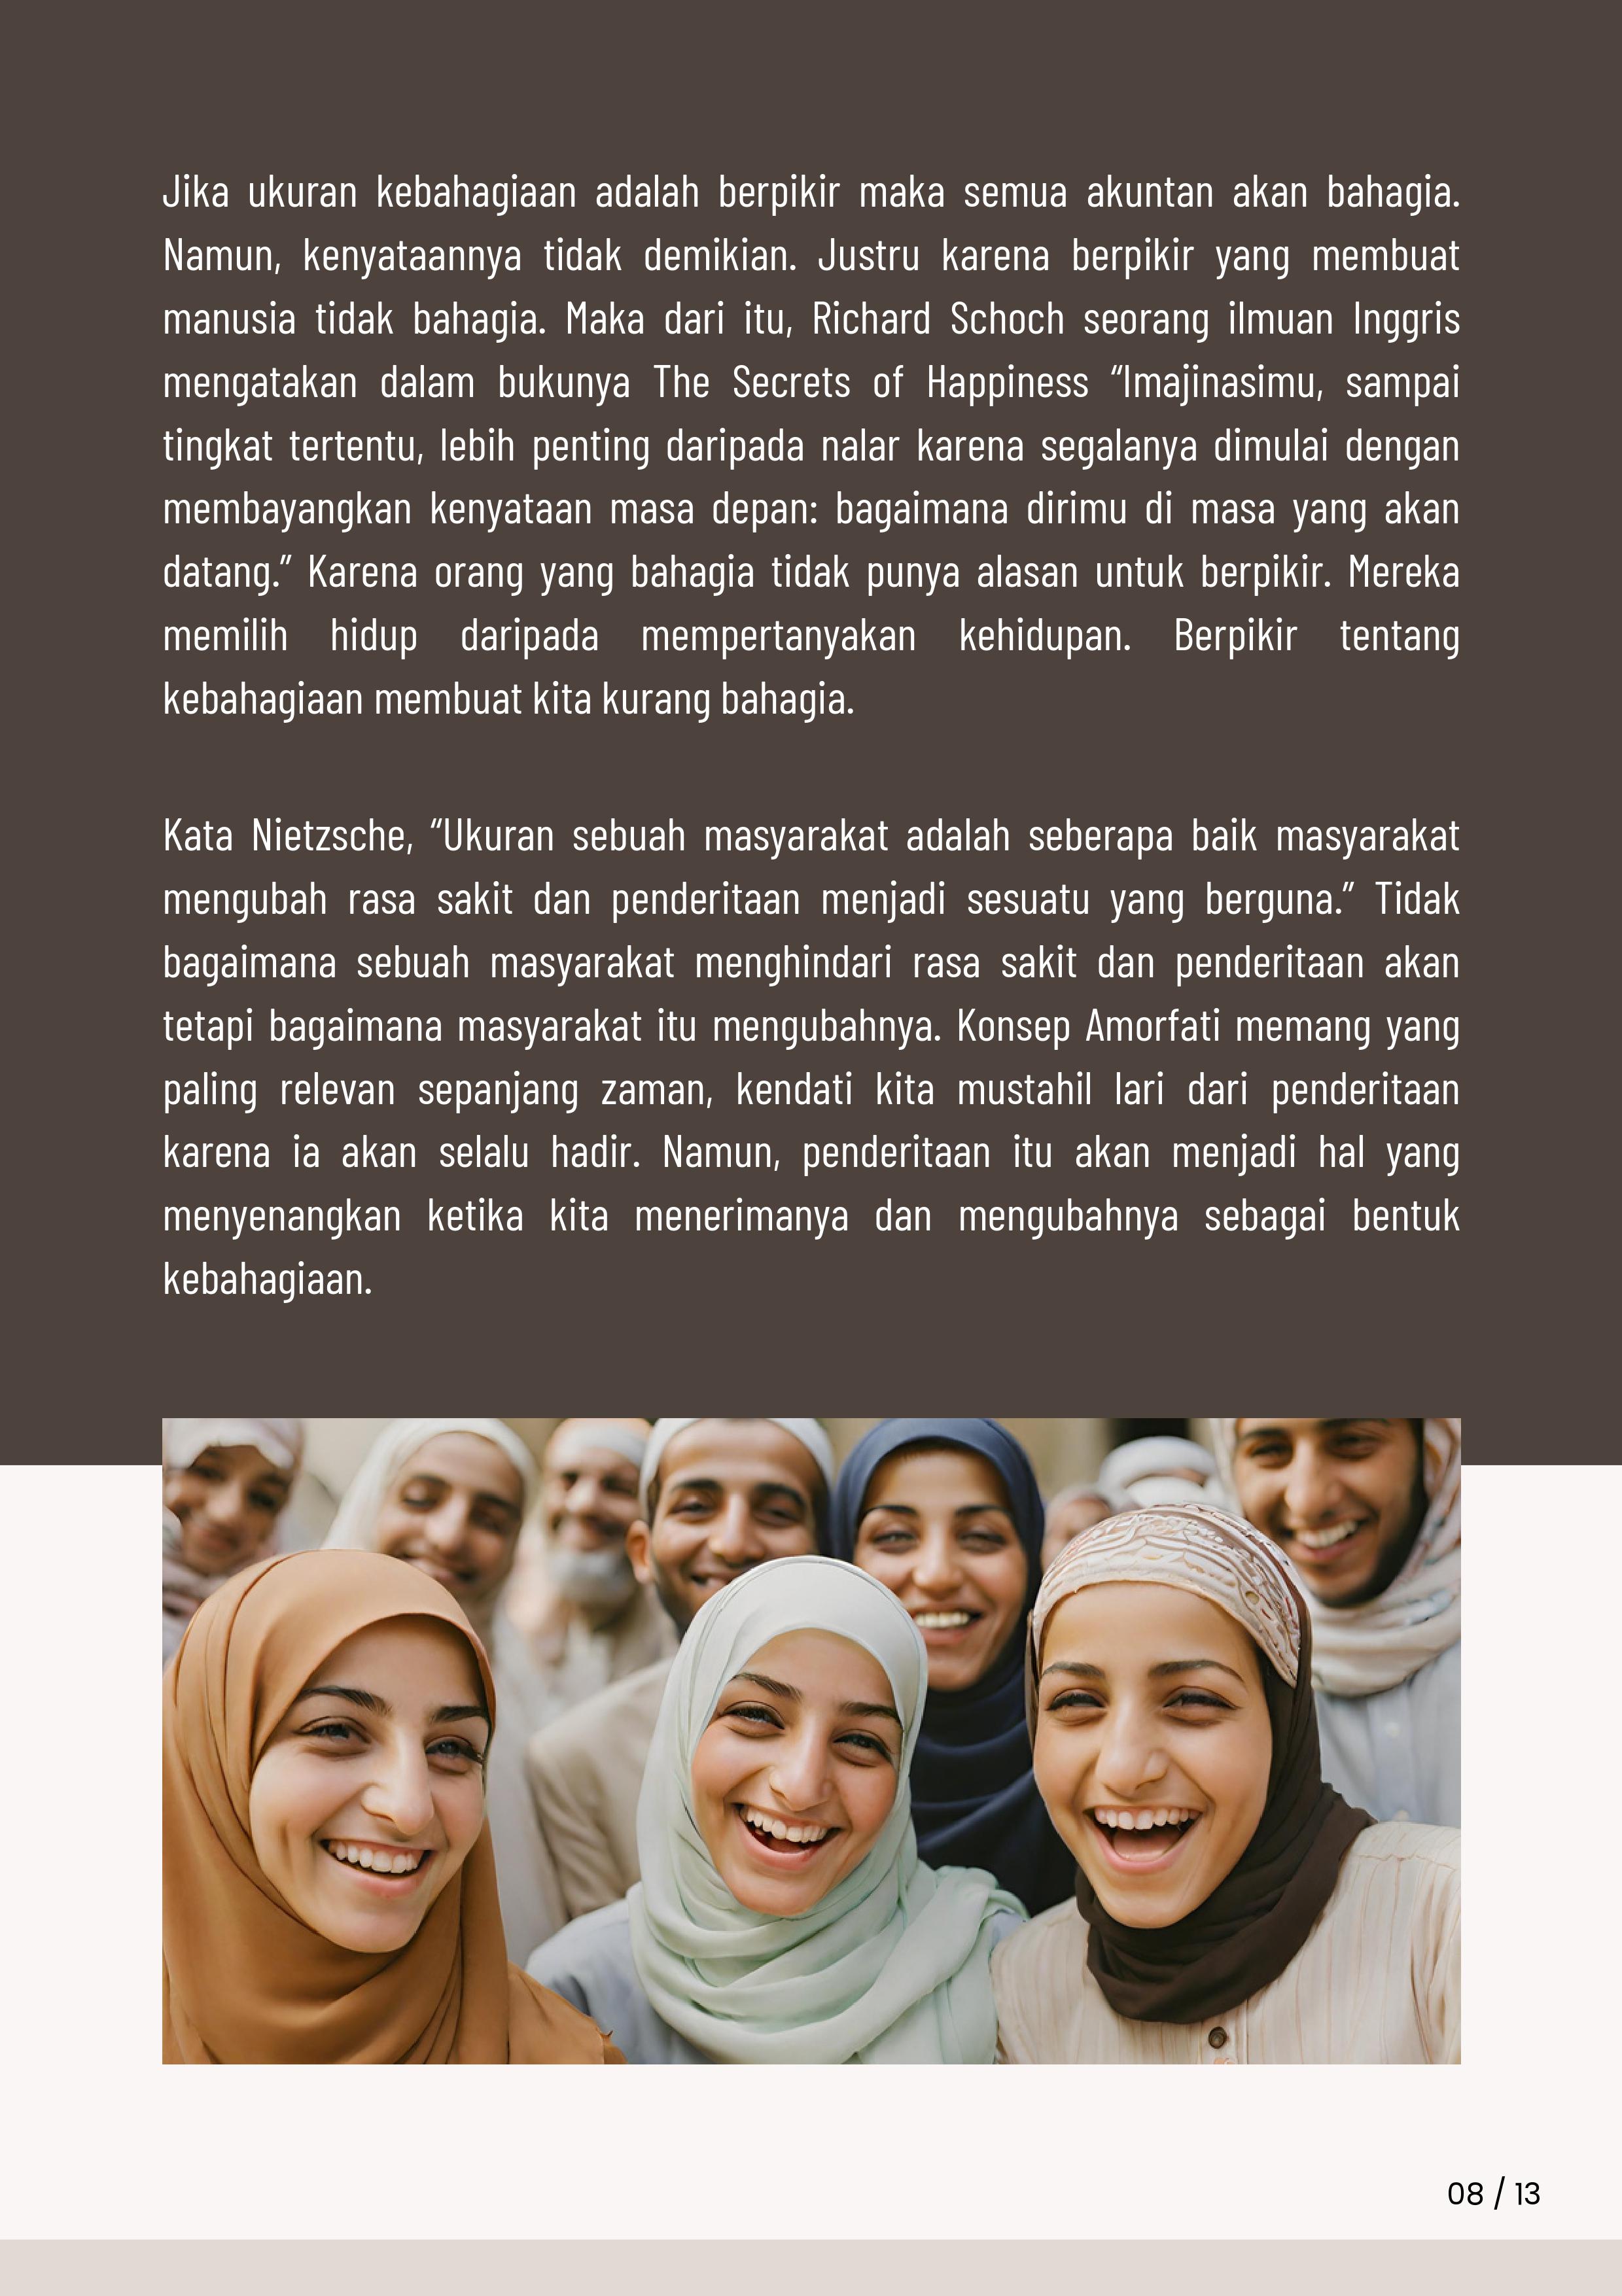 Jika ukuran kebahagiaan adalah berpikir maka semua akuntan akan bahagia.
Namun, kenyataannya tidak demikian. Justru karena berpikir yang membuat
manusia tidak bahagia. Maka dari itu, Richard Schoch seorang ilmuan Inggris
mengatakan dalam bukunya The Secrets of Happiness “Imajinasimu, sampai
tingkat tertentu, lebih penting daripada nalar karena segalanya dimulai dengan
membayangkan kenyataan masa depan: bagaimana dirimu di masa yang akan
datang.” Karena orang yang bahagia tidak punya alasan untuk berpikir. Mereka
memilih hidup daripada mempertanyakan kehidupan. Berpikir tentang
kebahagiaan membuat kita kurang bahagia.
Kata Nietzsche, “Ukuran sebuah masyarakat adalah seberapa baik masyarakat
mengubah rasa sakit dan penderitaan menjadi sesuatu yang berguna.” Tidak
bagaimana sebuah masyarakat menghindari rasa sakit dan penderitaan akan
tetapi bagaimana masyarakat itu mengubahnya. Konsep Amorfati memang yang
paling relevan sepanjang zaman, kendati kita mustahil lari dari penderitaan
karena ia akan selalu hadir. Namun, penderitaan itu akan menjadi hal yang
menyenangkan ketika kita menerimanya dan mengubahnya sebagai bentuk
kebahagiaan.
08 / 13